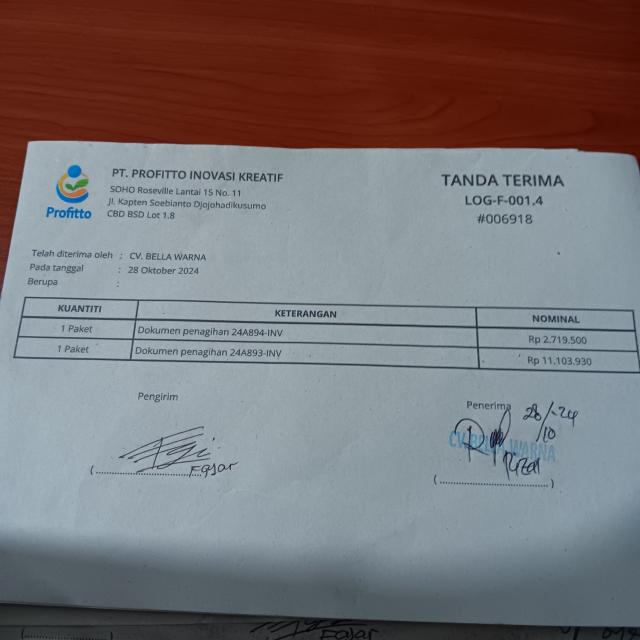 Profitto
PT. PROFITTO INOVASI KREATIF
SOHO Roseville Lantai 15 No. 11
Jl. Kapten Soebianto Djojohadikusumo
CBD BSD Lot 1.8
TANDA TERIMA
LOG-F-001.4
#006918
Telah diterima oleh : CV. BELLA WARNA
Pada tanggal : 28 Oktober 2024
Berupa :
KUANTITI KETERANGAN NOMINAL
1 Paket Dokumen penagihan 24A894-INV Rp 2.719.500
1 Paket Dokumen penagihan 24A893-INV Rp 11.103.930
Pengirim
Penerima 28/-24
/10
CV. BELLA WARNA
(..............................Fajar
(..............................)
Fajar